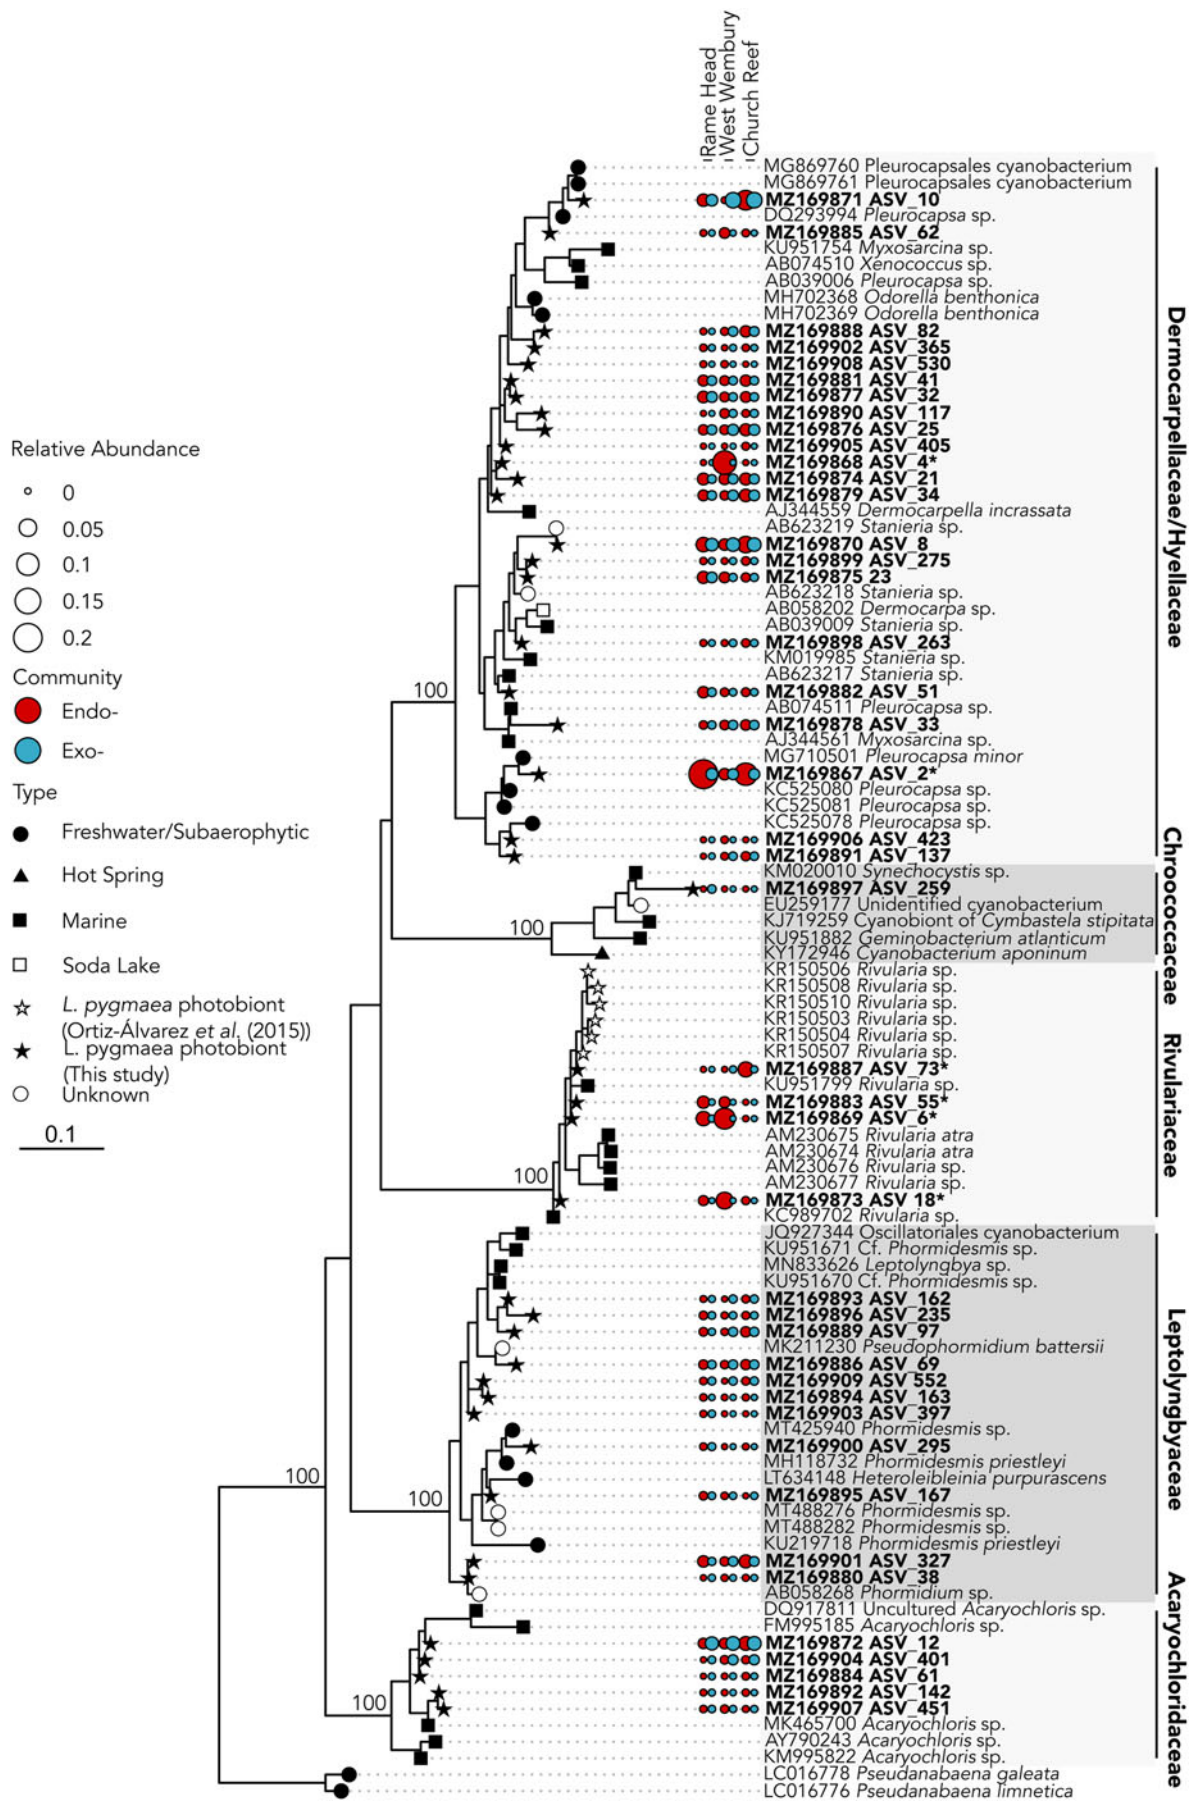 Rame Head
West Wembury
Church Reef
MG869760 Pleurocapsales cyanobacterium
MG869761 Pleurocapsales cyanobacterium
MZ169871 ASV_10
DQ293994 Pleurocapsa sp.
MZ169885 ASV_62
KU951754 Myxosarcina sp.
AB074510 Xenococcus sp.
AB039006 Pleurocapsa sp.
MH702368 Odorella benthonica
MH702369 Odorella benthonica
MZ169888 ASV_82
MZ169902 ASV_365
MZ169908 ASV_530
MZ169881 ASV_41
MZ169877 ASV_32
MZ169890 ASV_117
MZ169876 ASV_25
MZ169905 ASV_405
MZ169868 ASV_4*
MZ169874 ASV_21
MZ169879 ASV_34
AJ344559 Dermocarpella incrassata
AB623219 Stanieria sp.
MZ169870 ASV_8
MZ169899 ASV_275
MZ169875 23
AB623218 Stanieria sp.
AB058202 Dermocarpa sp.
AB039009 Stanieria sp.
MZ169898 ASV_263
KM019985 Stanieria sp.
AB623217 Stanieria sp.
MZ169882 ASV_51
AB074511 Pleurocapsa sp.
MZ169878 ASV_33
AJ344561 Myxosarcina sp.
MG710501 Pleurocapsa minor
MZ169867 ASV_2*
KC525080 Pleurocapsa sp.
KC525081 Pleurocapsa sp.
KC525078 Pleurocapsa sp.
MZ169906 ASV_423
MZ169891 ASV_137
KM020010 Synechocystis sp.
MZ169897 ASV_259
EU259177 Unidentified cyanobacterium
KJ719259 Cyanobiont of Cymbastela stipitata
KU951882 Geminobacterium atlanticum
KY172946 Cyanobacterium aponinum
KR150506 Rivularia sp.
KR150508 Rivularia sp.
KR150510 Rivularia sp.
KR150503 Rivularia sp.
KR150504 Rivularia sp.
KR150507 Rivularia sp.
MZ169887 ASV_73*
KU951799 Rivularia sp.
MZ169883 ASV_55*
MZ169869 ASV_6*
AM230675 Rivularia atra
AM230674 Rivularia atra
AM230676 Rivularia sp.
AM230677 Rivularia sp.
MZ169873 ASV 18*
KC989702 Rivularia sp.
JQ927344 Oscillatoriales cyanobacterium
KU951671 Cf. Phormidesmis sp.
MN833626 Leptolyngbya sp.
KU951670 Cf. Phormidesmis sp.
MZ169893 ASV_162
MZ169896 ASV_235
MZ169889 ASV_97
MK211230 Pseudophormidium battersii
MZ169886 ASV_69
MZ169909 ASV_552
MZ169894 ASV_163
MZ169903 ASV_397
MT425940 Phormidesmis sp.
MZ169900 ASV_295
MH118732 Phormidesmis priestleyi
LT634148 Heteroleibleinia purpurascens
MZ169895 ASV_167
MT488276 Phormidesmis sp.
MT488282 Phormidesmis sp.
KU219718 Phormidesmis priestleyi
MZ169901 ASV_327
MZ169880 ASV_38
AB058268 Phormidium sp.
DQ917811 Uncultured Acaryochloris sp.
FM995185 Acaryochloris sp.
MZ169872 ASV_12
MZ169904 ASV_401
MZ169884 ASV_61
MZ169892 ASV_142
MZ169907 ASV_451
MK465700 Acaryochloris sp.
AY790243 Acaryochloris sp.
KM995822 Acaryochloris sp.
LC016778 Pseudanabaena galeata
LC016776 Pseudanabaena limnetica
Dermocarpellaceae/Hyellaceae
Chroococcaceae
Rivulariaceae
Leptolyngbyaceae
Acaryochloridaceae
100
100
100
100
100
100
Relative Abundance
0
0.05
0.1
0.15
0.2
Community
Endo-
Exo-
Type
Freshwater/Subaerophytic
Hot Spring
Marine
Soda Lake
L. pygmaea photobiont
(Ortiz-Álvarez et al. (2015))
L. pygmaea photobiont
(This study)
Unknown
0.1